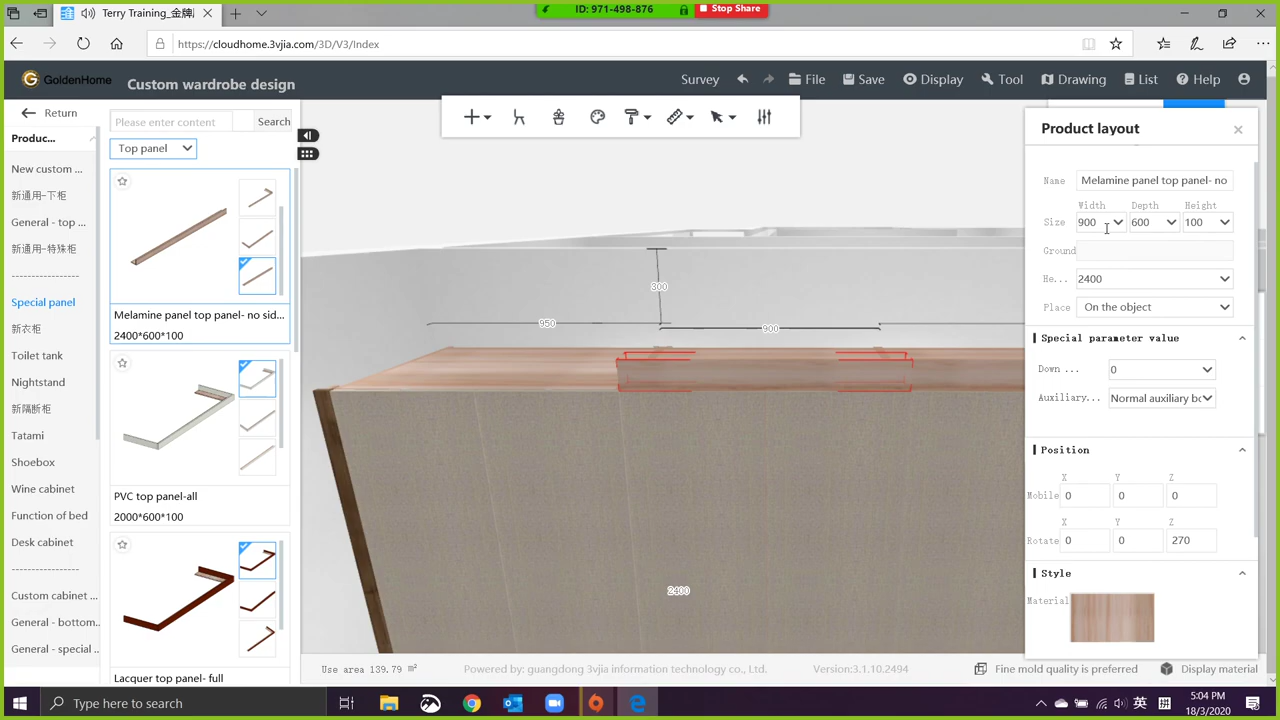 ID: 971-498-876
Stop Share
Terry Training_金牌
https://cloudhome.3vjia.com/3D/V3/Index
GoldenHome
Custom wardrobe design
Survey
File
Save
Display
Tool
Drawing
List
Help
Return
Please enter content
Search
Produc...
Top panel
New custom ...
新通用-下柜
General - top ...
新通用-特殊柜
Special panel
新衣柜
Toilet tank
Nightstand
新隔断柜
Tatami
Shoebox
Wine cabinet
Function of bed
Desk cabinet
Custom cabinet ...
General - bottom...
General - special ...
Melamine panel top panel- no sid...
2400*600*100
PVC top panel-all
2000*600*100
Lacquer top panel- full
300
950
900
2400
Product layout
Name
Melamine panel top panel- no
Width
Depth
Height
Size
900
600
100
Ground
He...
2400
Place
On the object
Special parameter value
Down ...
0
Auxiliary...
Normal auxiliary bo
Position
X
Y
Z
Mobile
0
0
0
X
Y
Z
Rotate
0
0
270
Style
Material
Use area 139.79 m²
Powered by: guangdong 3vjia information technology co., Ltd.
Version:3.1.10.2494
Fine mold quality is preferred
Display material
Type here to search
英
拼
5:04 PM
18/3/2020